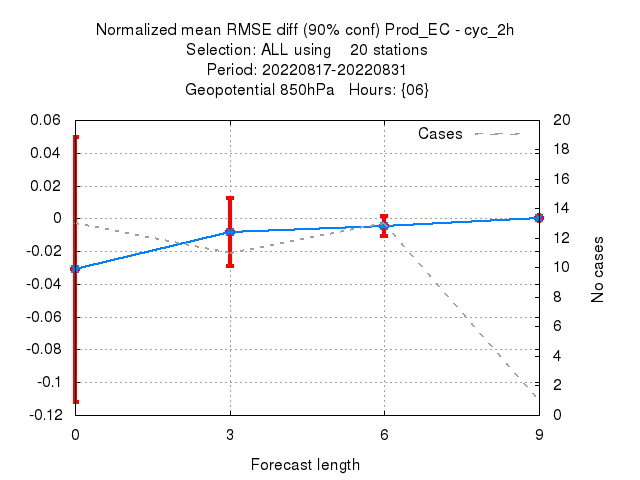 Normalized mean RMSE diff (90% conf) Prod_EC - cyc_2h
Selection: ALL using 20 stations
Period: 20220817-20220831
Geopotential 850hPa Hours: {06}
Cases
0.06
0.04
0.02
0
-0.02
-0.04
-0.06
-0.08
-0.1
-0.12
20
18
16
14
12
10
8
6
4
2
0
No cases
0 3 6 9
Forecast length